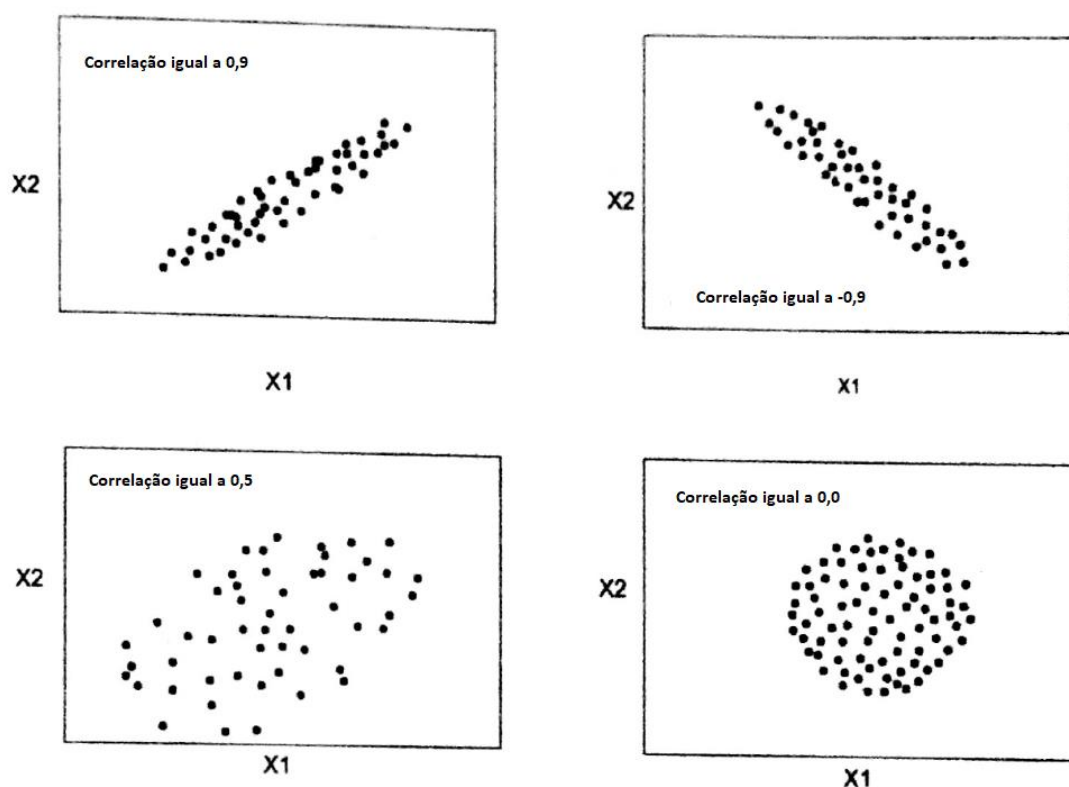 Correlação igual a 0,9
X2
X1
Correlação igual a -0,9
X2
X1
Correlação igual a 0,5
X2
X1
Correlação igual a 0,0
X2
X1